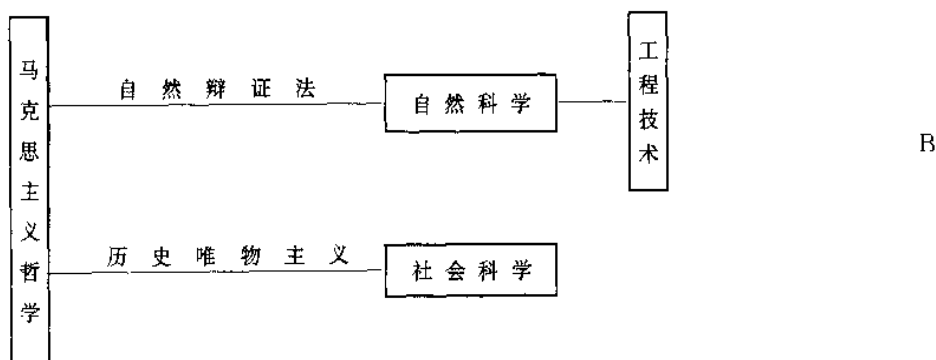 马克思主义哲学
自然辩证法
自然科学
工程技术
B
历史唯物主义
社会科学